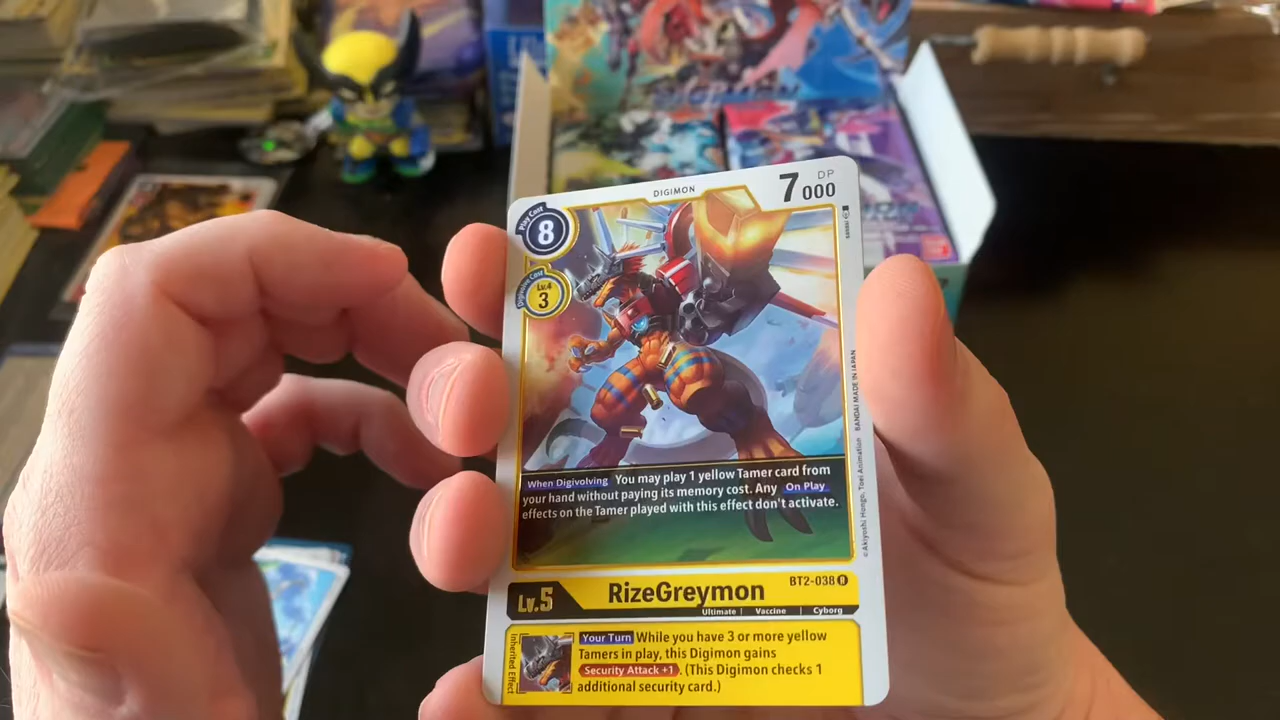 DIGIMON
DIGIMON
DP
7000
Play Cost
8
Digivolve Cost
Lv.4
3
BANDAI MADE IN JAPAN
©Akiyoshi Hongo, Toei Animation
When Digivolving You may play 1 yellow Tamer card from
your hand without paying its memory cost. Any On Play
effects on the Tamer played with this effect don't activate.
BT2-038 R
Lv.5
RizeGreymon
Ultimate | Vaccine | Cyborg
Inherited Effect
Your Turn While you have 3 or more yellow
Tamers in play, this Digimon gains
Security Attack +1. (This Digimon checks 1
additional security card.)